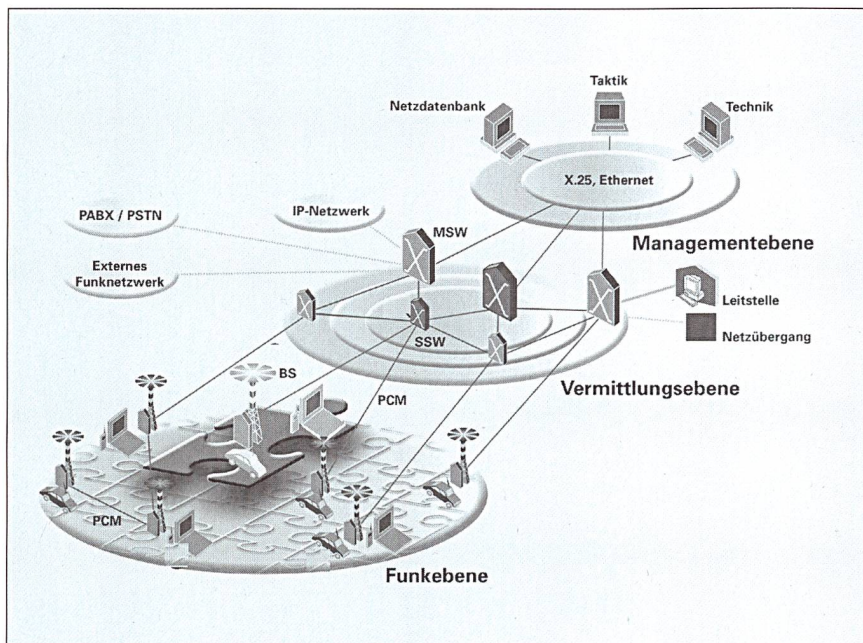 Taktik
Netzdatenbank
Technik
X.25, Ethernet
PABX / PSTN
IP-Netzwerk
MSW
Managementebene
Externes
Funknetzwerk
Leitstelle
SSW
Netzübergang
BS
Vermittlungsebene
PCM
PCM
Funkebene